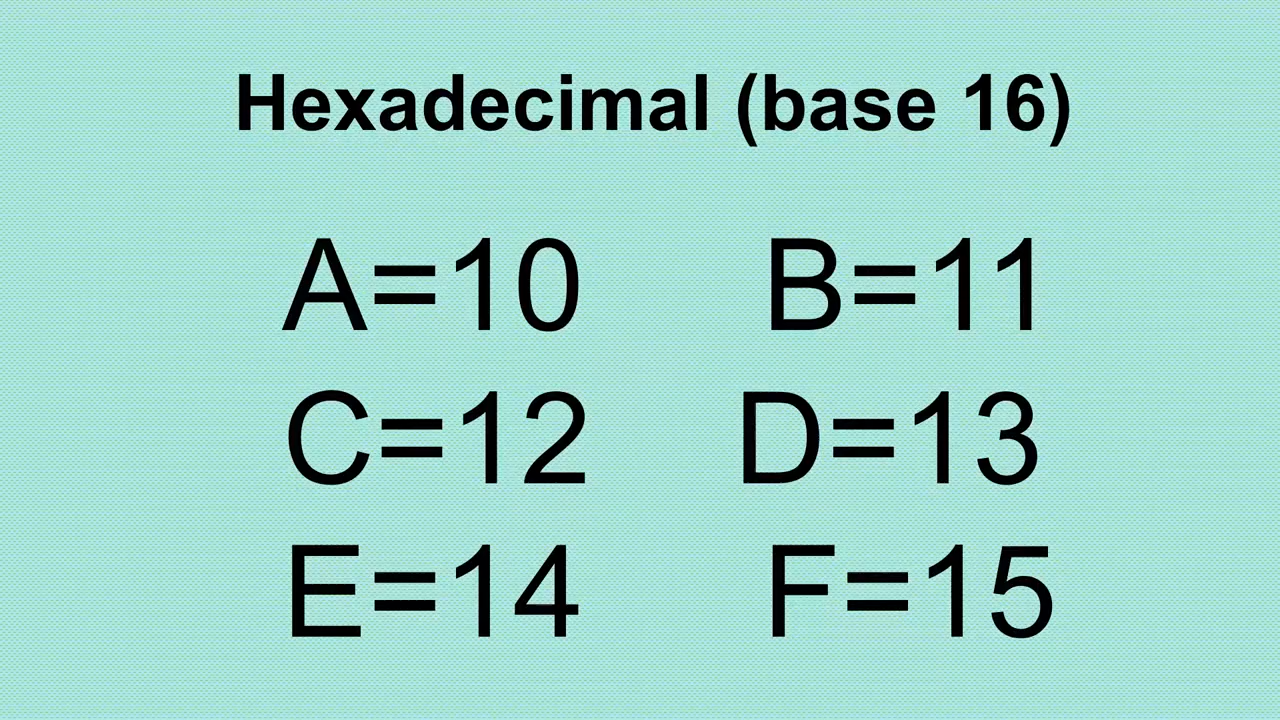 Hexadecimal (base 16)
A=10 B=11
C=12 D=13
E=14 F=15